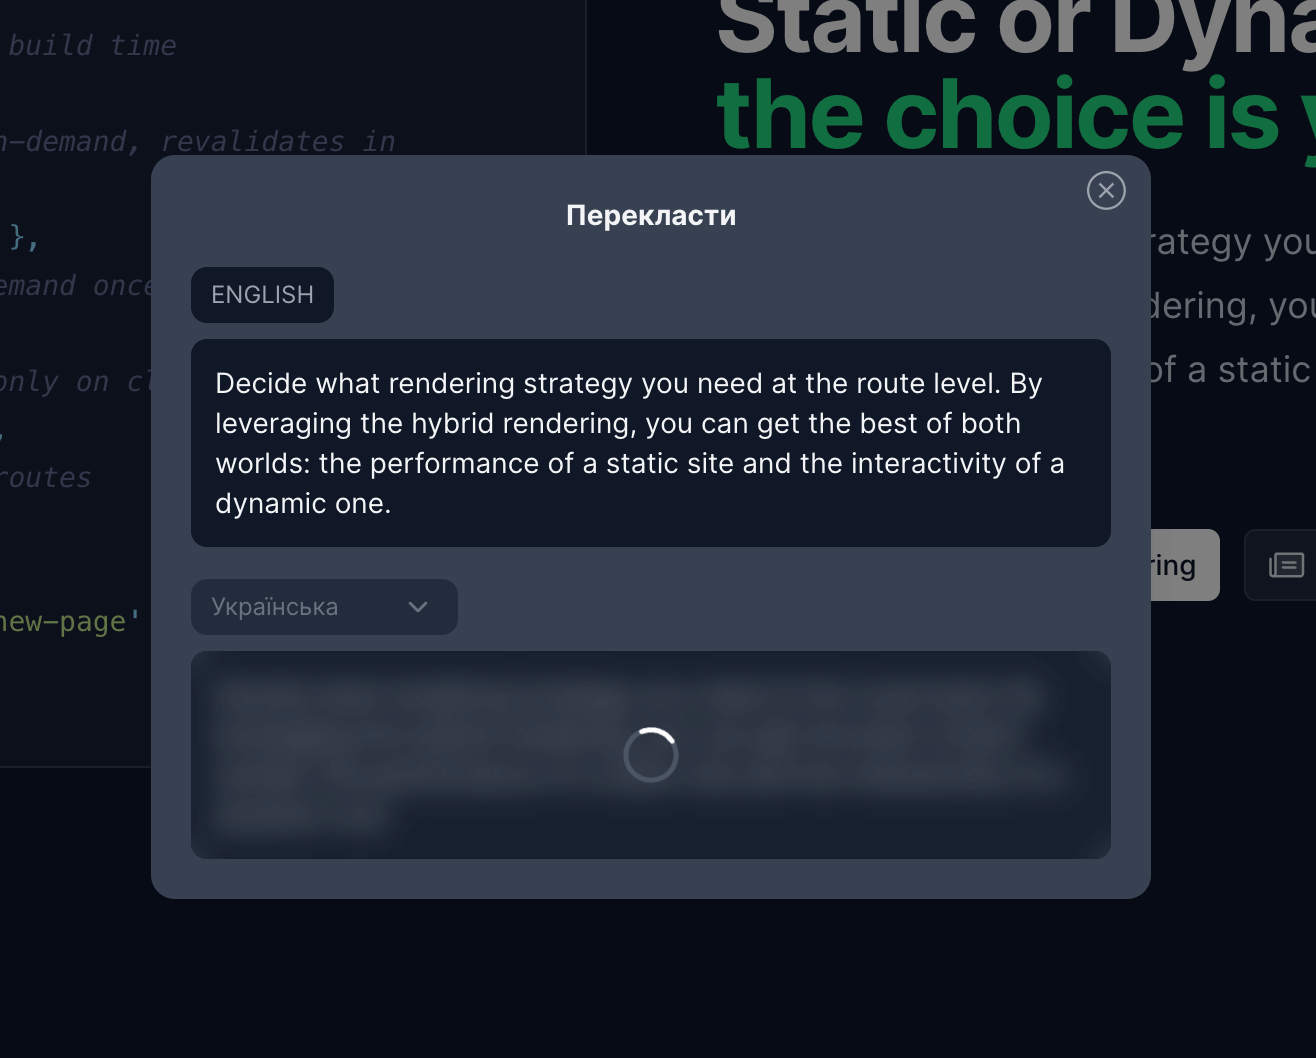 build time
Static or Dyna
the choice is
n-demand, revalidates in
},
emand once
only on cl
,
routes
new-page'
rategy you
dering, you
of a static
ring
Перекласти
ENGLISH
Decide what rendering strategy you need at the route level. By
leveraging the hybrid rendering, you can get the best of both
worlds: the performance of a static site and the interactivity of a
dynamic one.
Українська